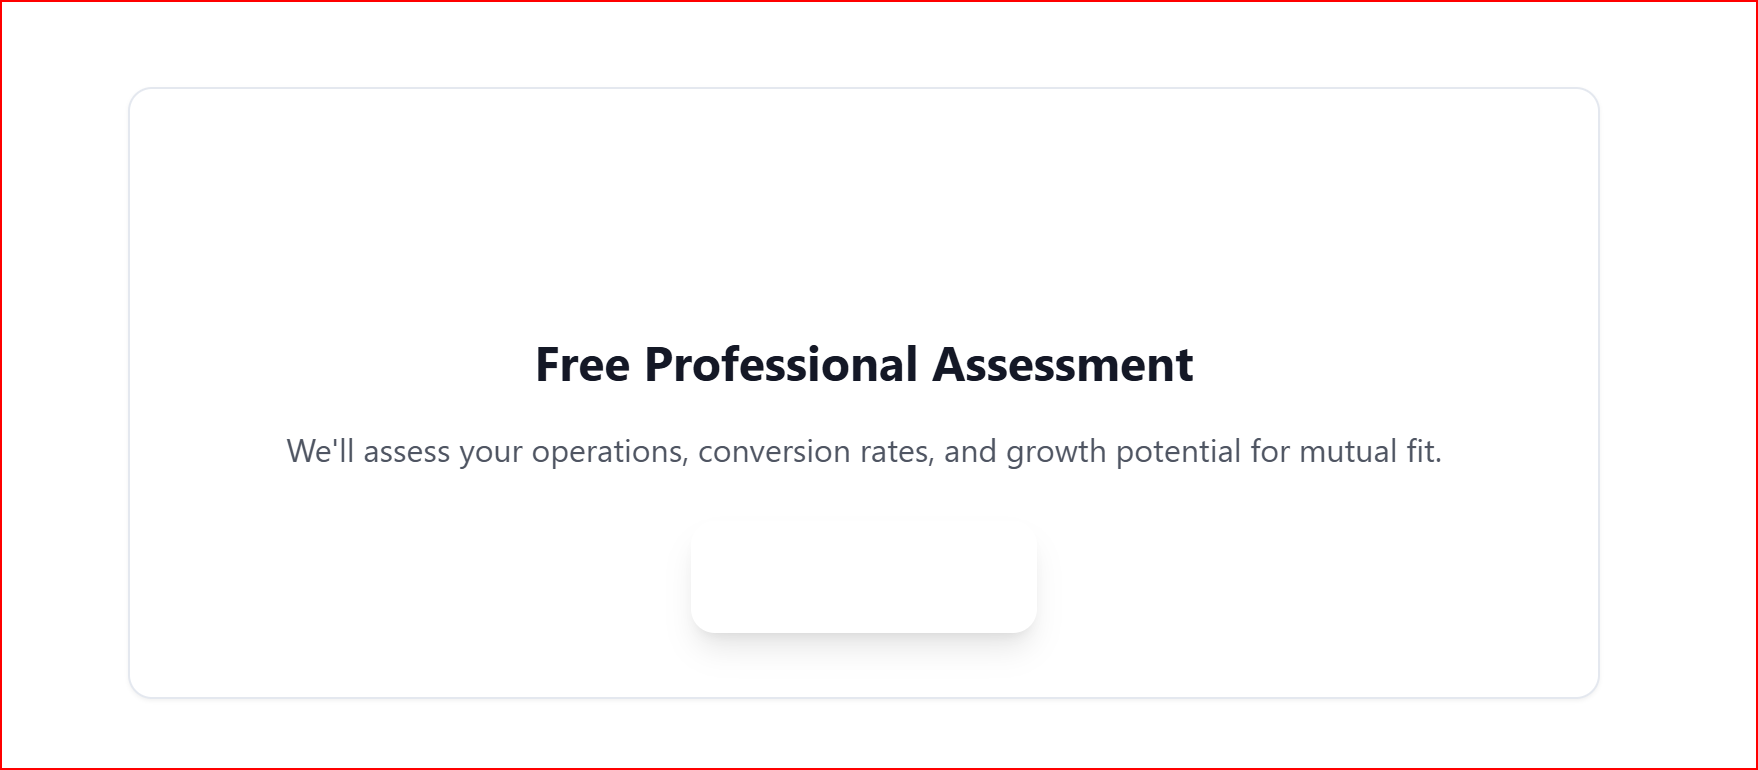 Free Professional Assessment
We'll assess your operations, conversion rates, and growth potential for mutual fit.